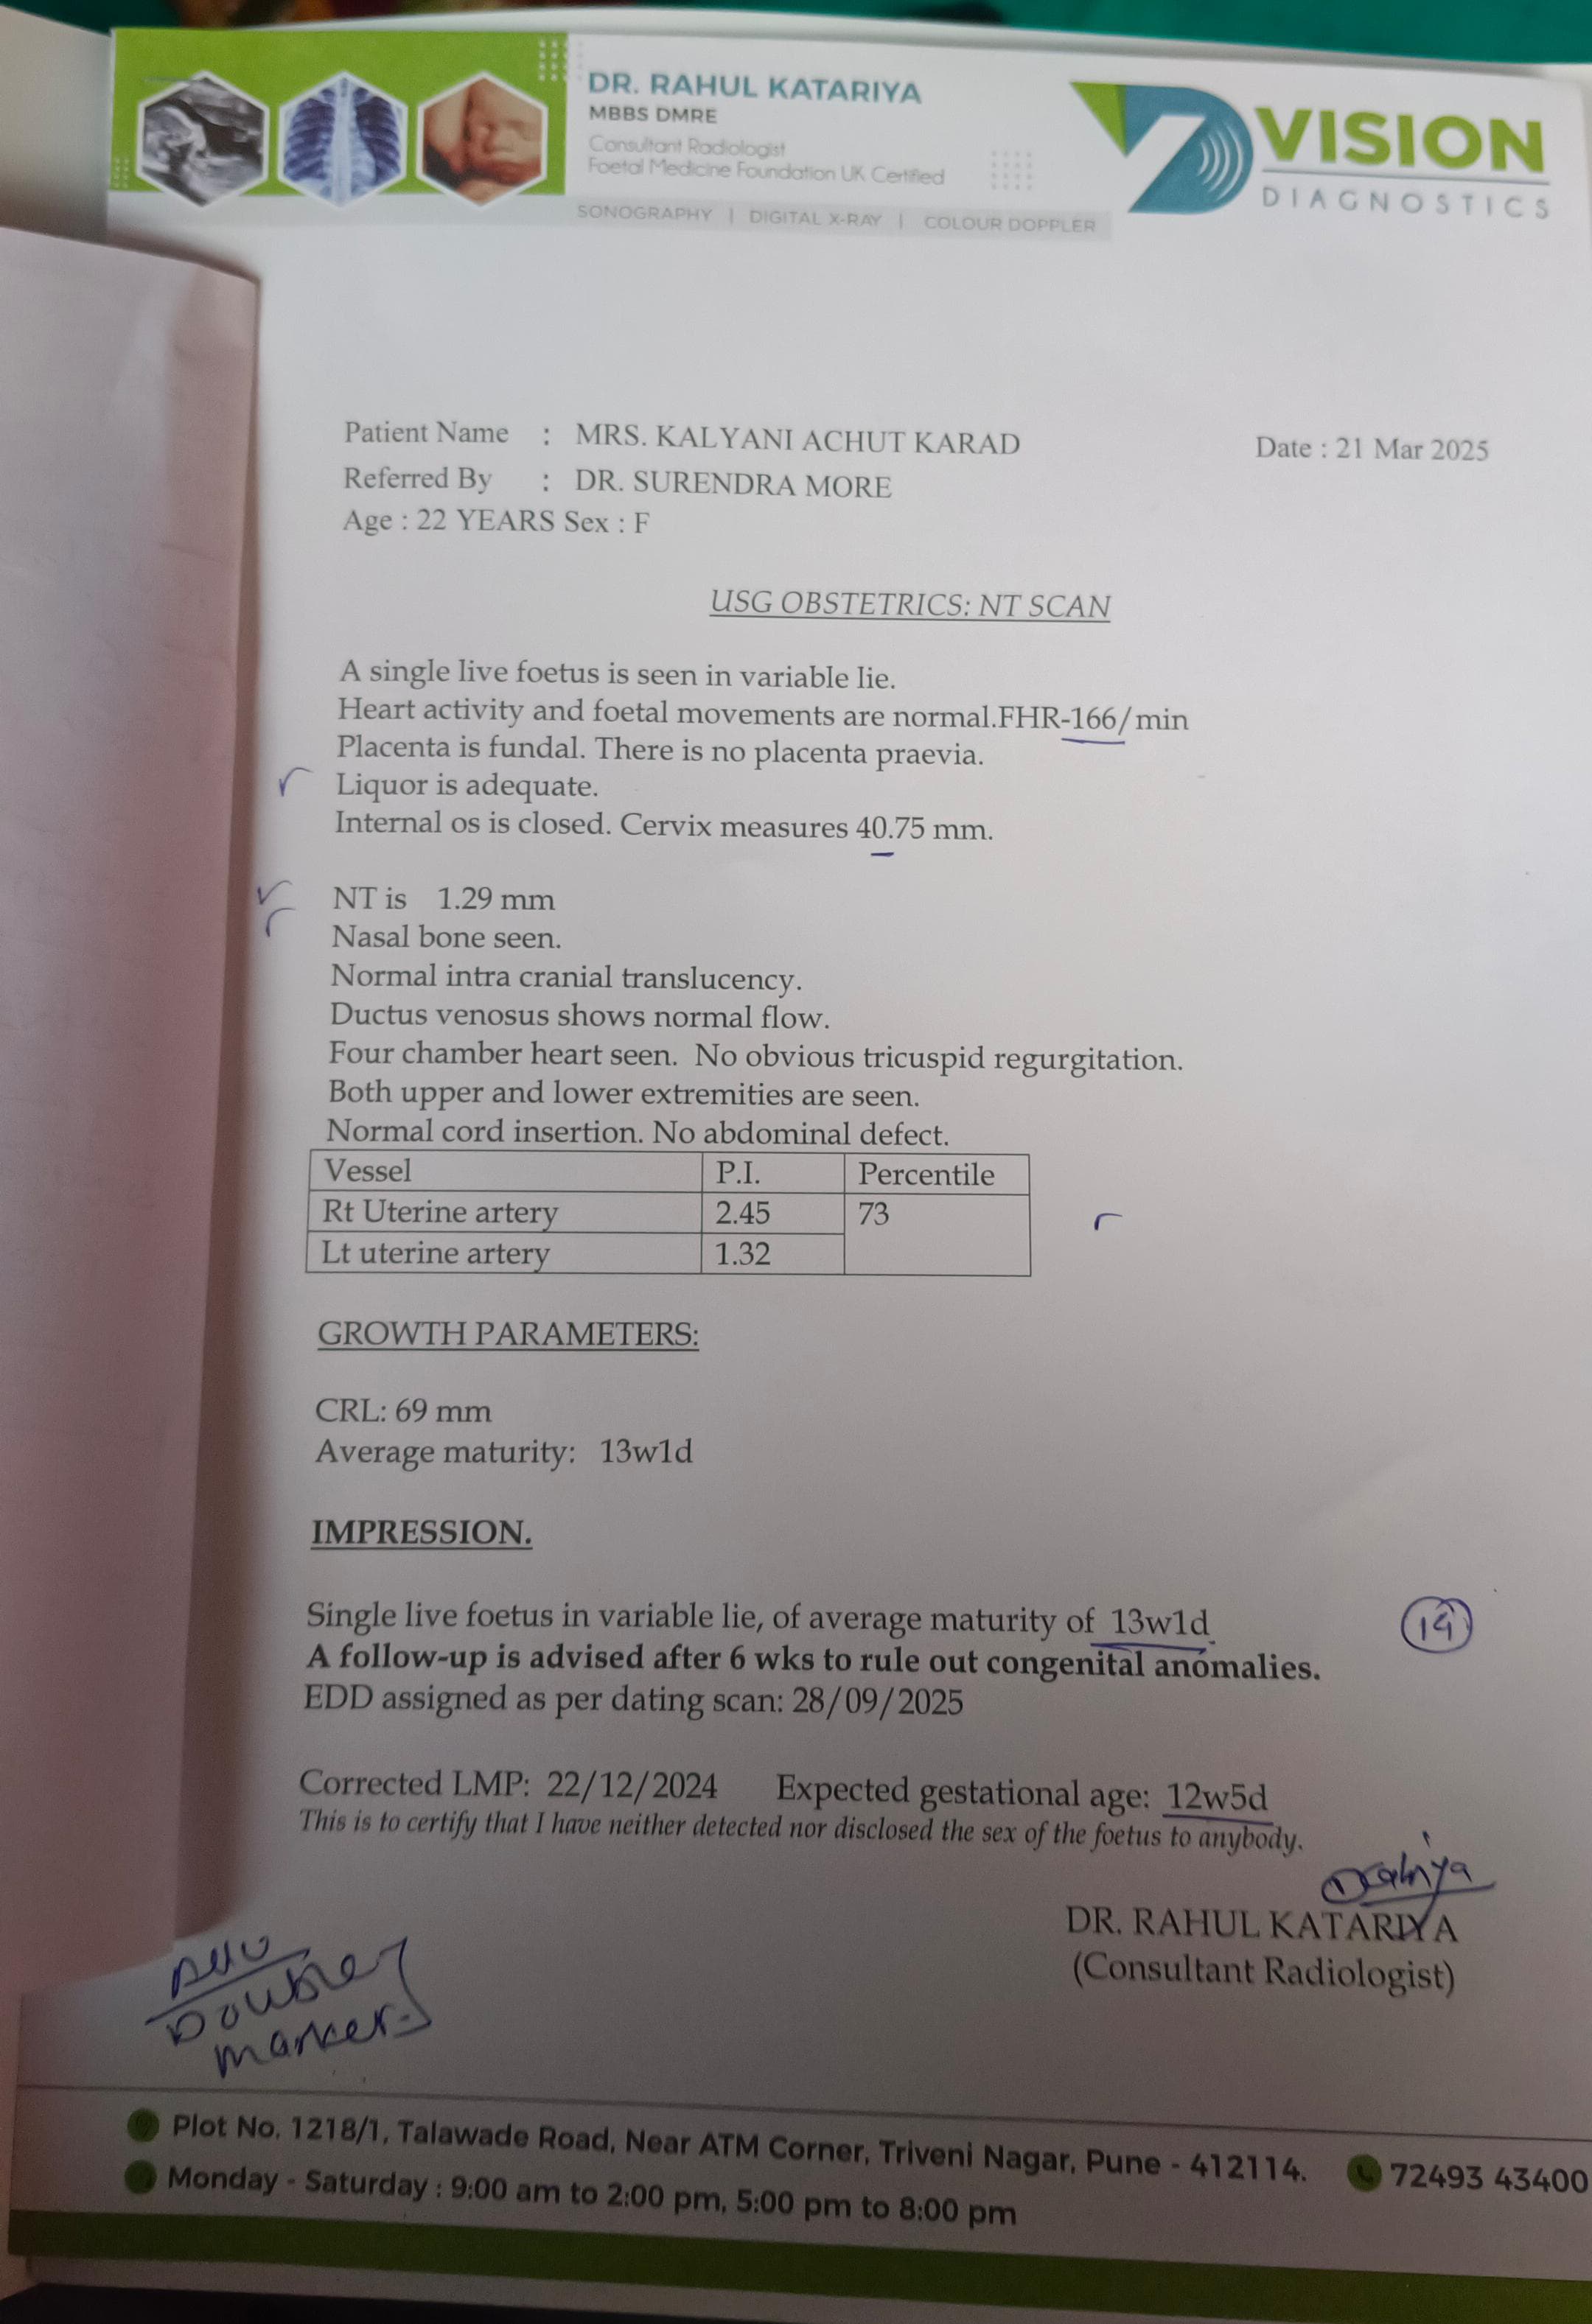 DR. RAHUL KATARIYA
MBBS DMRE
Consultant Radiologist
Foetal Medicine Foundation UK Certified
SONOGRAPHY | DIGITAL X-RAY | COLOUR DOPPLER
VISION
DIAGNOSTICS
Patient Name : MRS. KALYANI ACHUT KARAD Date : 21 Mar 2025
Referred By : DR. SURENDRA MORE
Age : 22 YEARS Sex : F
USG OBSTETRICS: NT SCAN
A single live foetus is seen in variable lie.
Heart activity and foetal movements are normal.FHR-166/min
Placenta is fundal. There is no placenta praevia.
Liquor is adequate.
Internal os is closed. Cervix measures 40.75 mm.
NT is 1.29 mm
Nasal bone seen.
Normal intra cranial translucency.
Ductus venosus shows normal flow.
Four chamber heart seen. No obvious tricuspid regurgitation.
Both upper and lower extremities are seen.
Normal cord insertion. No abdominal defect.
Vessel P.I. Percentile
Rt Uterine artery 2.45 73
Lt uterine artery 1.32
GROWTH PARAMETERS:
CRL: 69 mm
Average maturity: 13w1d
IMPRESSION.
Single live foetus in variable lie, of average maturity of 13w1d
A follow-up is advised after 6 wks to rule out congenital anomalies.
EDD assigned as per dating scan: 28/09/2025
Corrected LMP: 22/12/2024 Expected gestational age: 12w5d
This is to certify that I have neither detected nor disclosed the sex of the foetus to anybody.
DR. RAHUL KATARIYA
(Consultant Radiologist)
Double
marker
Plot No. 1218/1, Talawade Road, Near ATM Corner, Triveni Nagar, Pune - 412114. 72493 43400
Monday - Saturday : 9:00 am to 2:00 pm, 5:00 pm to 8:00 pm